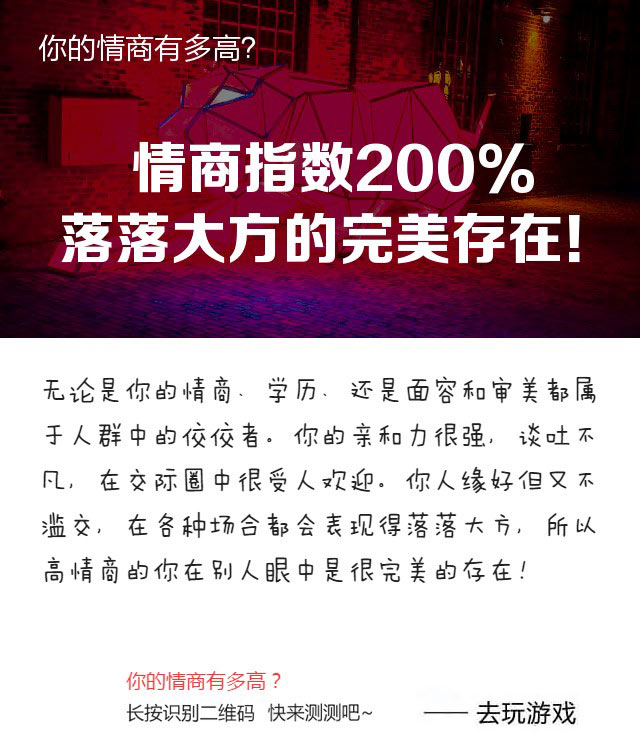 你的情商有多高?
情商指数200%
落落大方的完美存在!
无论是你的情商、学历、还是面容和审美都属
于人群中的佼佼者。你的亲和力很强，谈吐不
凡，在交际圈中很受人欢迎。你人缘好但又不
滥交，在各种场合都会表现得落落大方，所以
高情商的你在别人眼中是很完美的存在!
你的情商有多高？
长按识别二维码 快来测测吧~
—— 去玩游戏